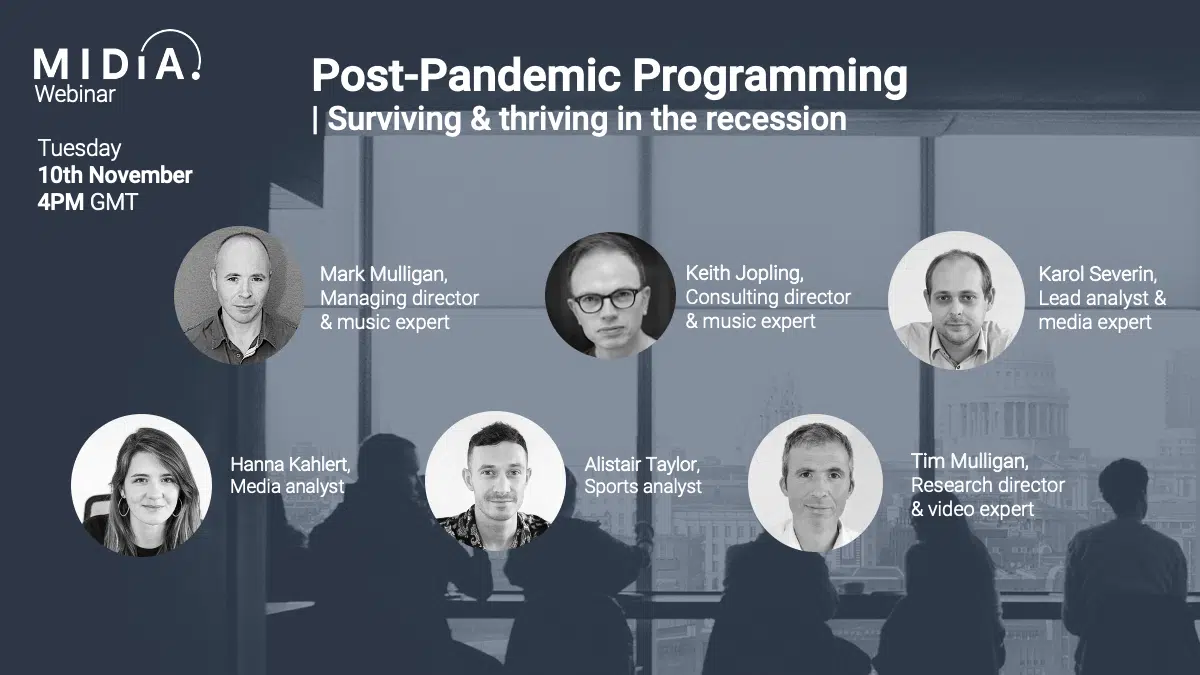 MIDiA.
Webinar
Post-Pandemic Programming
| Surviving & thriving in the recession
Tuesday
10th November
4PM GMT
Mark Mulligan,
Managing director
& music expert
Keith Jopling,
Consulting director
& music expert
Karol Severin,
Lead analyst &
media expert
Hanna Kahlert,
Media analyst
Alistair Taylor,
Sports analyst
Tim Mulligan,
Research director
& video expert